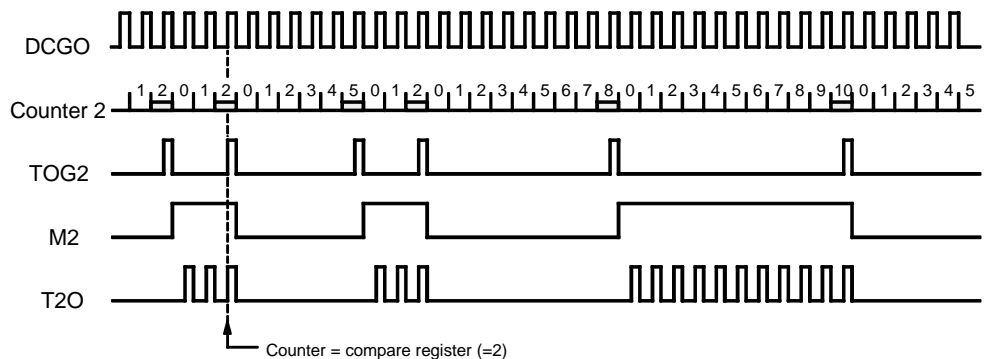 DCGO
Counter 2
1 2 0 1 2 0 1 2 3 4 5 0 1 2 0 1 2 3 4 5 6 7 8 0 1 2 3 4 5 6 7 8 9 10 0 1 2 3 4 5
TOG2
M2
T2O
Counter = compare register (=2)